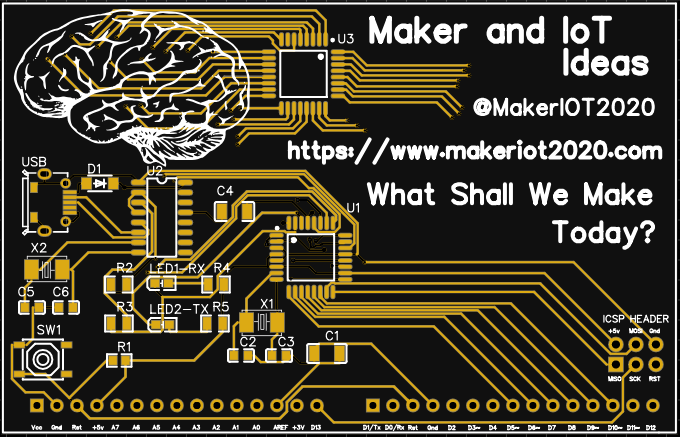 Maker and IoT
Ideas
U3
@MakerIOT2020
https://www.makeriot2020.com
USB
D1
U2
C4
What Shall We Make
Today?
U1
X2
R2
LED1-RX
R4
C5
C6
R3
LED2-TX
R5
X1
ICSP HEADER
+5v MOSI Gnd
SW1
R1
C2
C3
C1
MISO SCK RST
Vcc Gnd Rst +5v A7 A6 A5 A4 A3 A2 A1 A0 AREF +3V D13
D1/Tx D0/Rx Rst Gnd D2 D3~ D4 D5~ D6~ D7 D8 D9~ D10~ D11~ D12